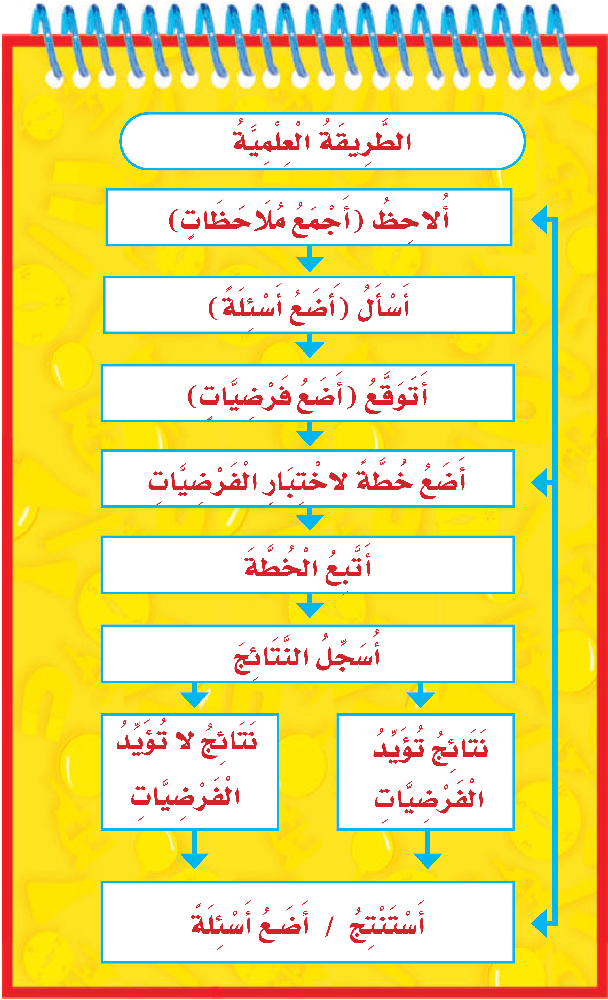 الطَّرِيقَةُ الْعِلْمِيَّةُ
أُلاحِظُ (أَجْمَعُ مُلَاحَظَاتٍ)
أَسْأَلُ (أَضَعُ أَسْئِلَةً)
أَتَوَقَّعُ (أَضَعُ فَرْضِيَّاتٍ)
أَضَعُ خُطَّةً لاخْتِبَارِ الْفَرْضِيَّاتِ
أَتَّبِعُ الْخُطَّةَ
أُسَجِّلُ النَّتَائِجَ
نَتَائِجُ تُؤَيِّدُ
الْفَرْضِيَّاتِ
نَتَائِجُ لا تُؤَيِّدُ
الْفَرْضِيَّاتِ
أَسْتَنْتِجُ / أَضَعُ أَسْئِلَةً